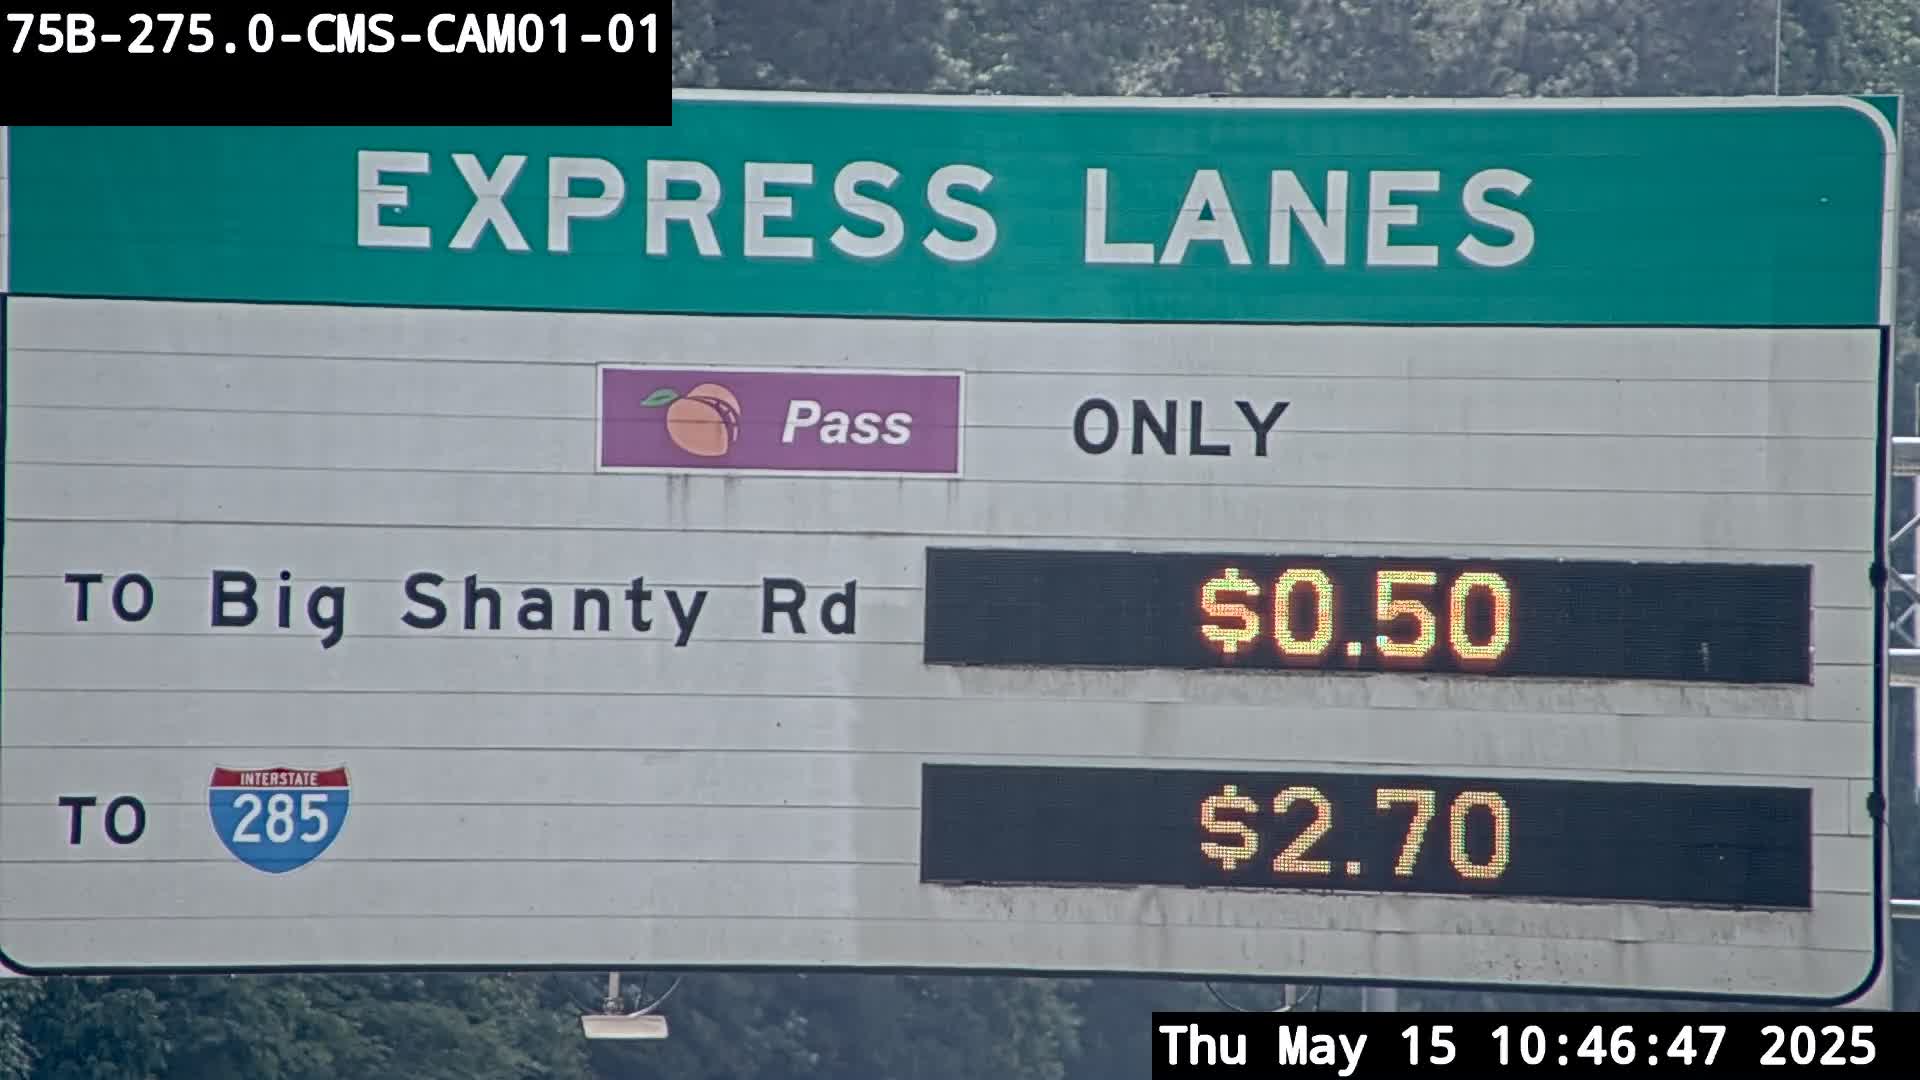 75B-275.0-CMS-CAM01-01
EXPRESS LANES
Pass ONLY
TO Big Shanty Rd $0.50
TO INTERSTATE 285 $2.70
Thu May 15 10:46:47 2025